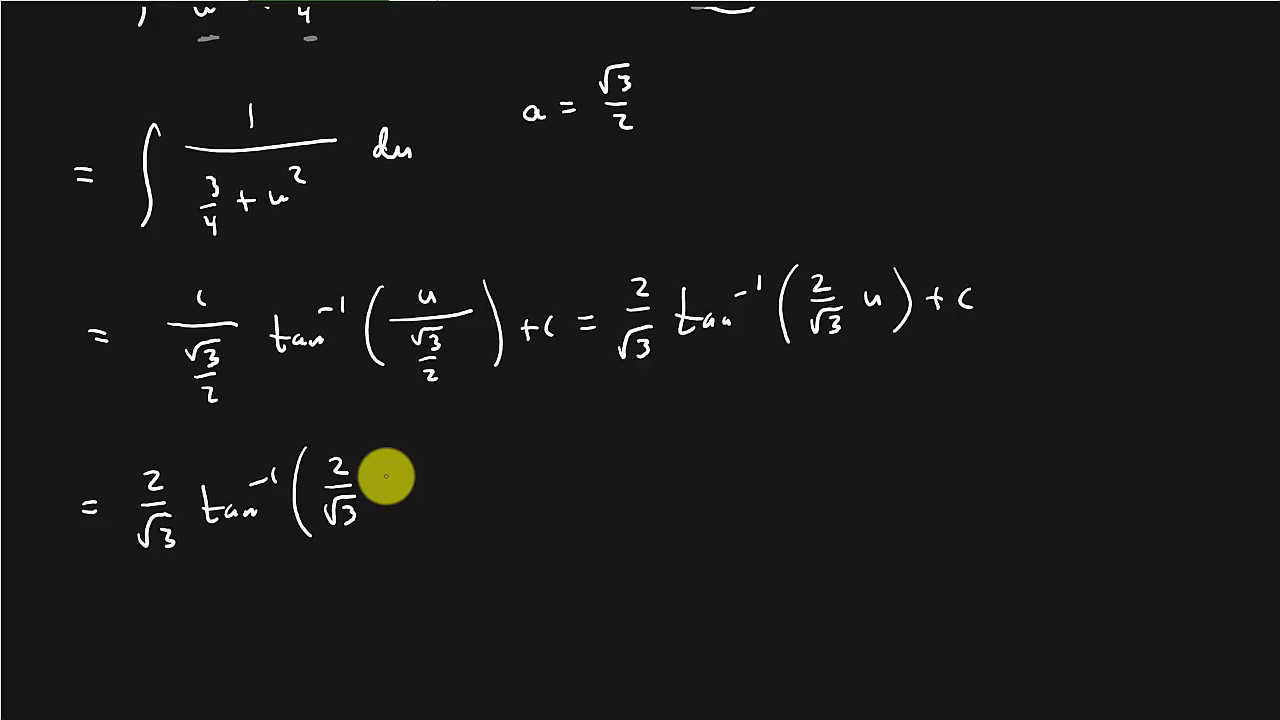 u 4
= ∫ 1/(3/4 + u²) du    a = √3/2
= 1/(√3/2) tan⁻¹(u/(√3/2)) + c = 2/√3 tan⁻¹(2/√3 u) + c
= 2/√3 tan⁻¹(2/√3